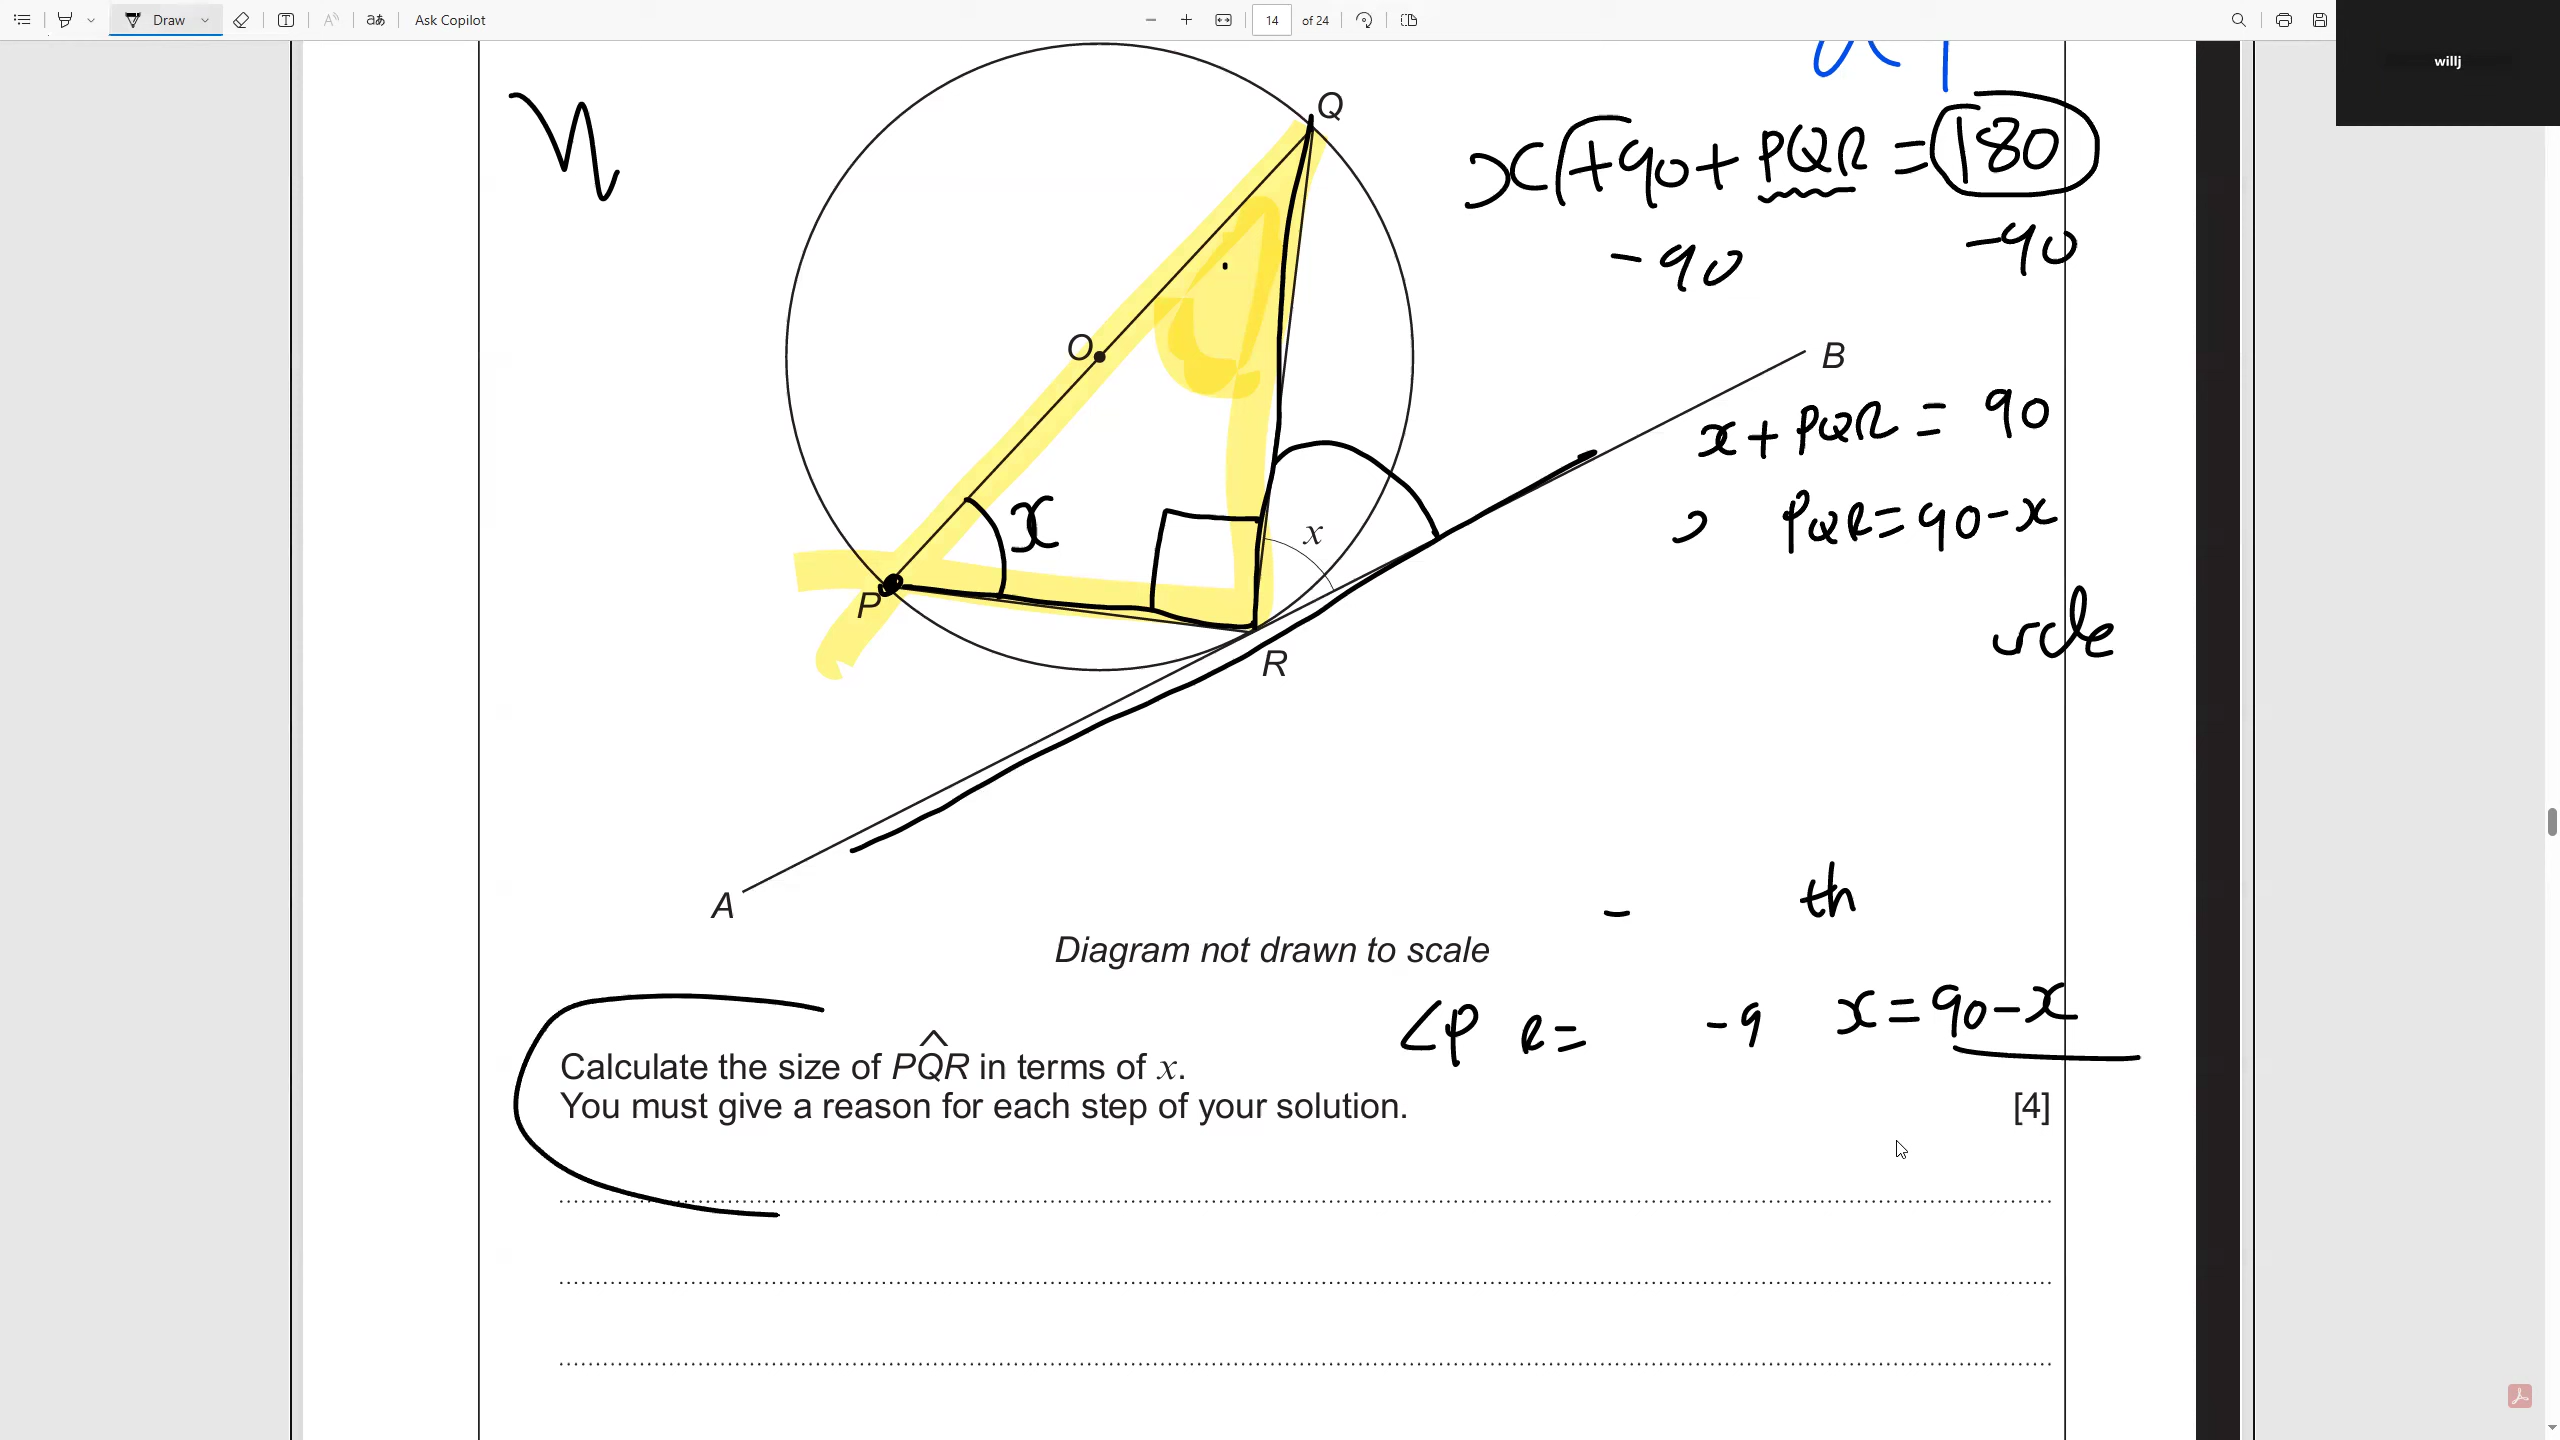 Draw
Ask Copilot
14 of 24
willj
Q
x + 90 + PQR = 180
-90 -90
O
B
x + PQR = 90
x
x
PQR = 90 - x
P
R
A
th
Diagram not drawn to scale
<P R = -9 x = 90 - x
Calculate the size of PQ̂R in terms of x.
You must give a reason for each step of your solution. [4]